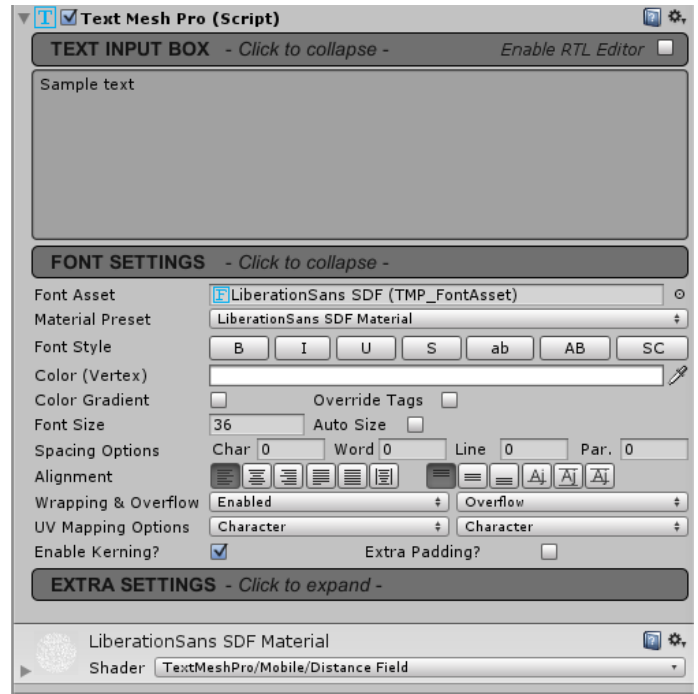 Text Mesh Pro (Script)
TEXT INPUT BOX - Click to collapse - Enable RTL Editor
Sample text
FONT SETTINGS - Click to collapse -
Font Asset LiberationSans SDF (TMP_FontAsset)
Material Preset LiberationSans SDF Material
Font Style B I U S ab AB SC
Color (Vertex)
Color Gradient Override Tags
Font Size 36 Auto Size
Spacing Options Char 0 Word 0 Line 0 Par. 0
Alignment
Wrapping & Overflow Enabled Overflow
UV Mapping Options Character Character
Enable Kerning? Extra Padding?
EXTRA SETTINGS - Click to expand -
LiberationSans SDF Material
Shader TextMeshPro/Mobile/Distance Field